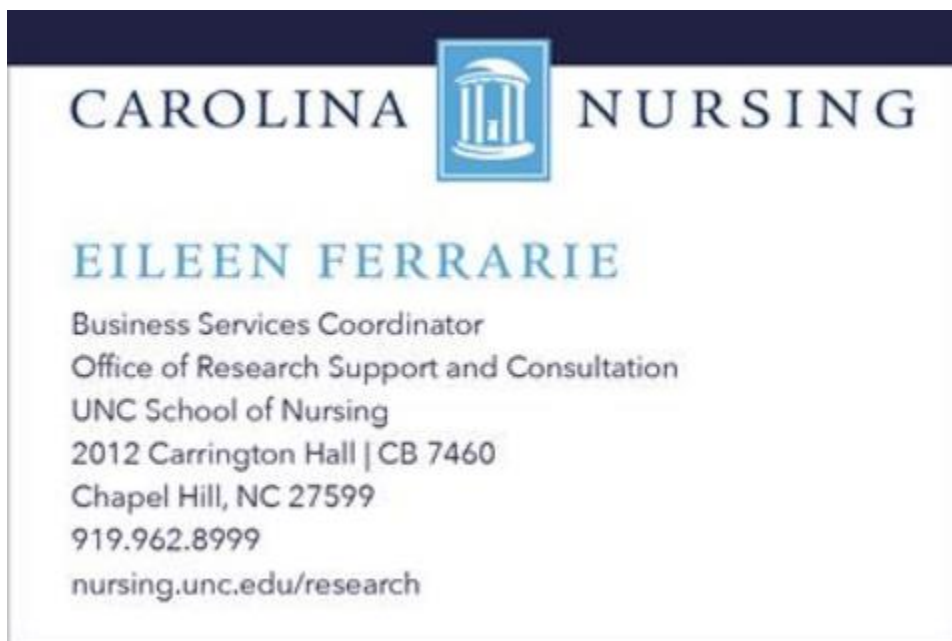 CAROLINA NURSING
EILEEN FERRARIE
Business Services Coordinator
Office of Research Support and Consultation
UNC School of Nursing
2012 Carrington Hall | CB 7460
Chapel Hill, NC 27599
919.962.8999
nursing.unc.edu/research